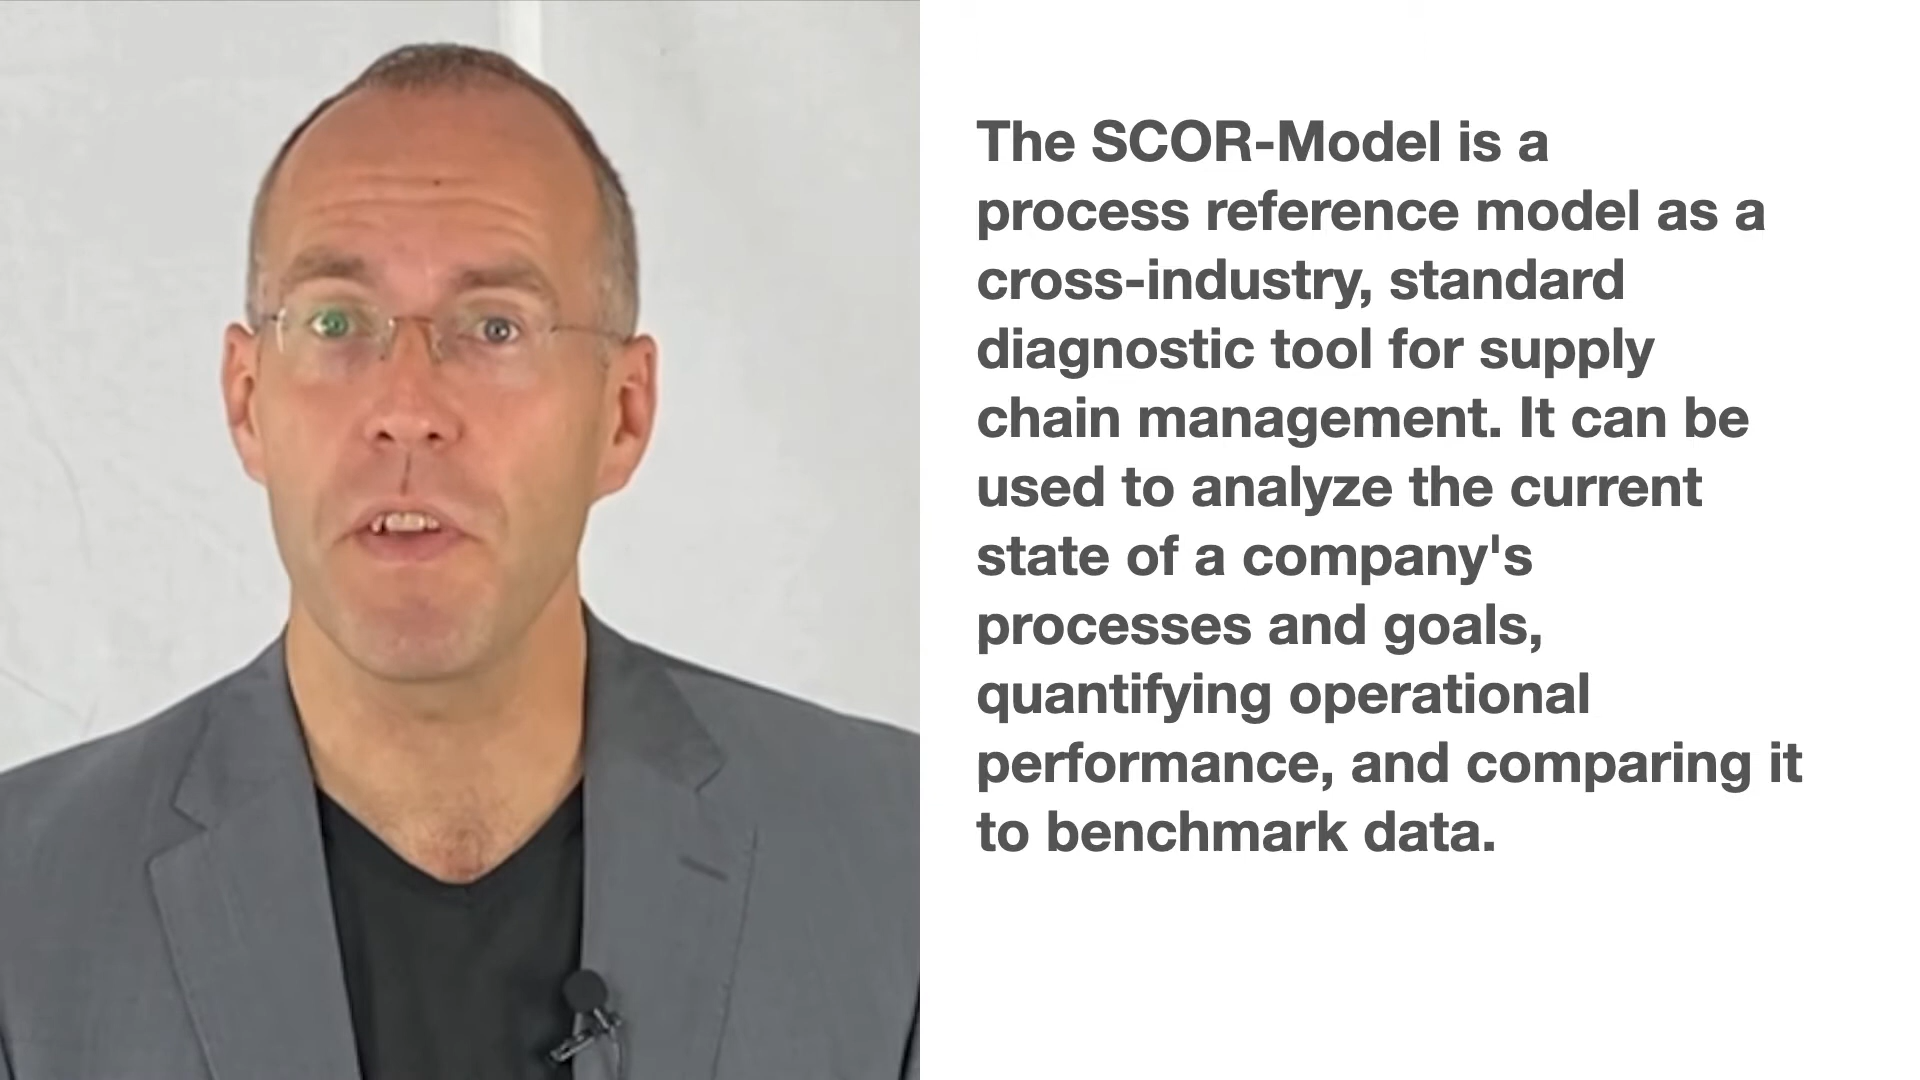 The SCOR-Model is a
process reference model as a
cross-industry, standard
diagnostic tool for supply
chain management. It can be
used to analyze the current
state of a company's
processes and goals,
quantifying operational
performance, and comparing it
to benchmark data.